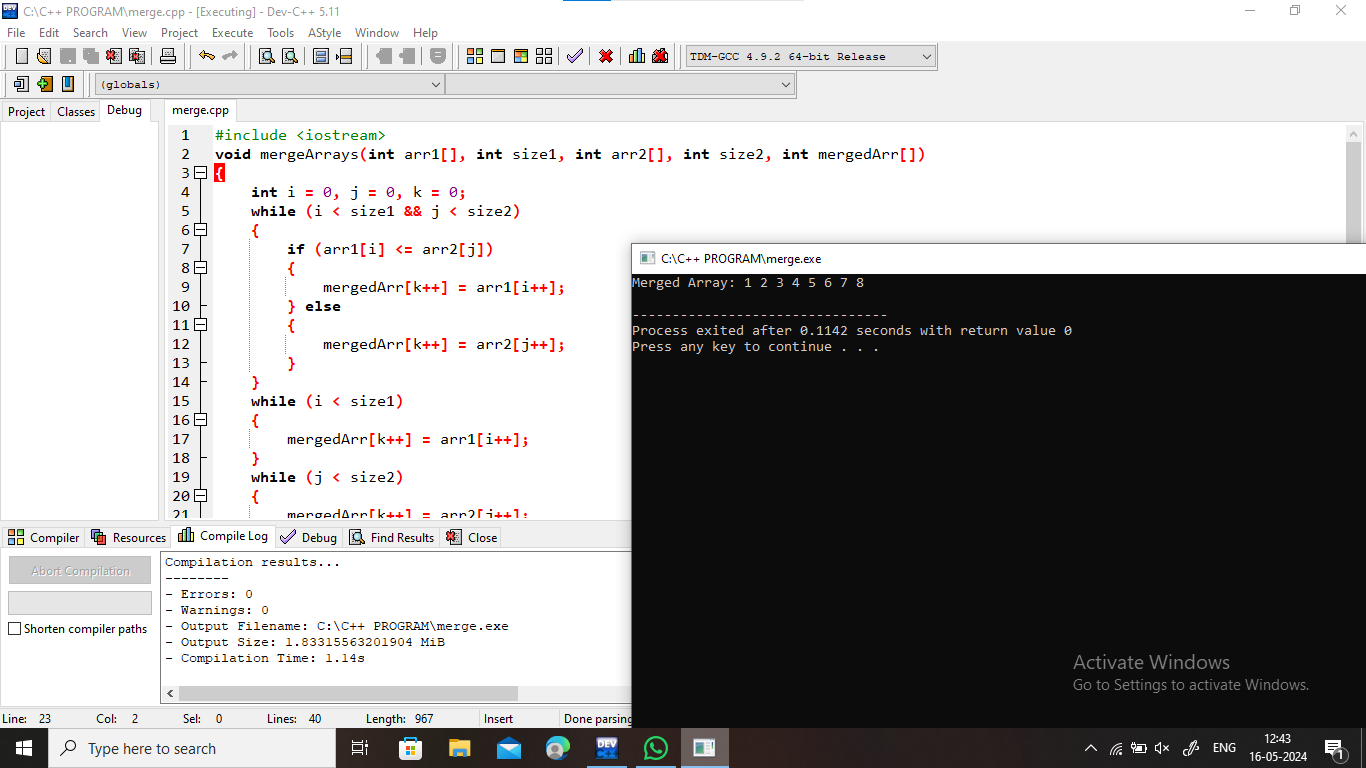 C:\C++ PROGRAM\merge.cpp - [Executing] - Dev-C++ 5.11
File Edit Search View Project Execute Tools AStyle Window Help
TDM-GCC 4.9.2 64-bit Release
(globals)
Project Classes Debug merge.cpp
1 #include <iostream>
2 void mergeArrays(int arr1[], int size1, int arr2[], int size2, int mergedArr[])
3 {
4 int i = 0, j = 0, k = 0;
5 while (i < size1 && j < size2)
6 {
7 if (arr1[i] <= arr2[j])
8 {
9 mergedArr[k++] = arr1[i++];
10 } else
11 {
12 mergedArr[k++] = arr2[j++];
13 }
14 }
15 while (i < size1)
16 {
17 mergedArr[k++] = arr1[i++];
18 }
19 while (j < size2)
20 {
21 mergedArr[k++] = arr2[j++];
C:\C++ PROGRAM\merge.exe
Merged Array: 1 2 3 4 5 6 7 8
--------------------------------
Process exited after 0.1142 seconds with return value 0
Press any key to continue . . .
Compiler Resources Compile Log Debug Find Results Close
Abort Compilation
Shorten compiler paths
Compilation results...
--------
- Errors: 0
- Warnings: 0
- Output Filename: C:\C++ PROGRAM\merge.exe
- Output Size: 1.83315563201904 MiB
- Compilation Time: 1.14s
Activate Windows
Go to Settings to activate Windows.
Line: 23 Col: 2 Sel: 0 Lines: 40 Length: 967 Insert Done parsing
Type here to search
DEV
ENG
12:43
16-05-2024
1